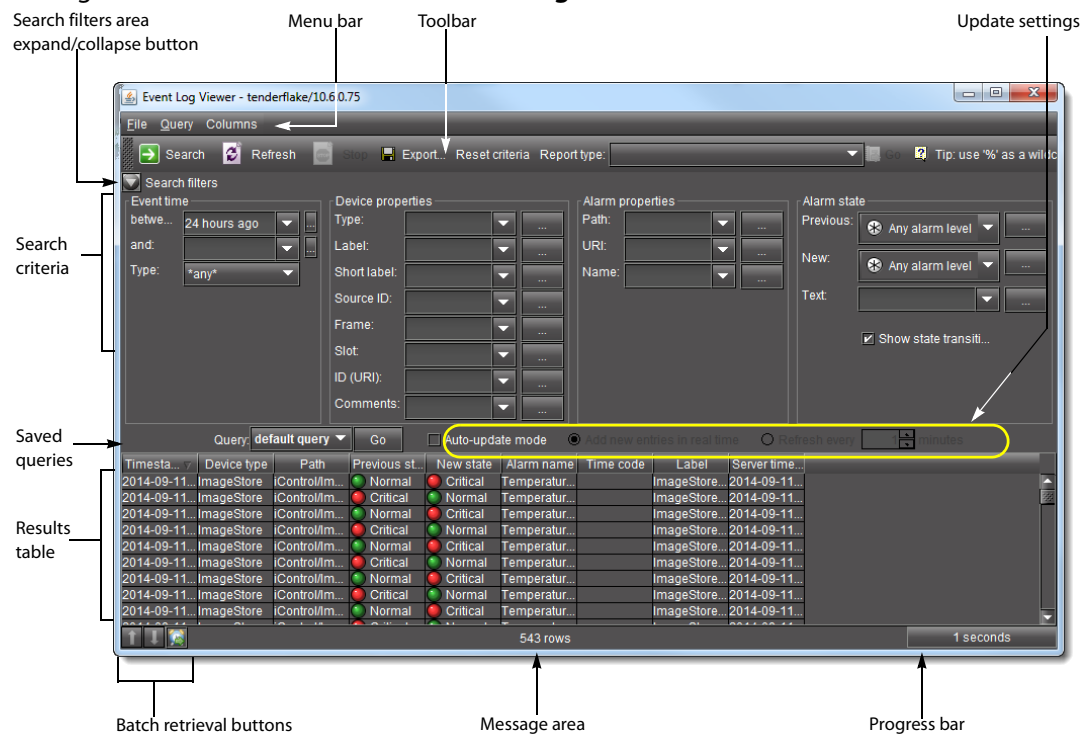 Search filters area
expand/collapse button
Menu bar
Toolbar
Update settings
Event Log Viewer - tenderflake/10.6.0.75
File Query Columns
Search Refresh Stop Export... Reset criteria Report type: Go Tip: use '%' as a wildc
Search filters
Event time
betwe... 24 hours ago ...
and: ...
Type: *any*
Device properties
Type: ...
Label: ...
Short label: ...
Source ID: ...
Frame: ...
Slot: ...
ID (URI): ...
Comments: ...
Alarm properties
Path: ...
URI: ...
Name: ...
Alarm state
Previous: Any alarm level ...
New: Any alarm level ...
Text: ...
Show state transiti...
Search
criteria
Saved
queries
Query: default query Go Auto-update mode Add new entries in real time Refresh every 1 minutes
Results
table
Timesta... Device type Path Previous st... New state Alarm name Time code Label Server time...
2014-09-11... ImageStore iControl/Im... Normal Critical Temperatur... ImageStore... 2014-09-11...
2014-09-11... ImageStore iControl/Im... Critical Normal Temperatur... ImageStore... 2014-09-11...
2014-09-11... ImageStore iControl/Im... Normal Critical Temperatur... ImageStore... 2014-09-11...
2014-09-11... ImageStore iControl/Im... Critical Normal Temperatur... ImageStore... 2014-09-11...
2014-09-11... ImageStore iControl/Im... Normal Critical Temperatur... ImageStore... 2014-09-11...
2014-09-11... ImageStore iControl/Im... Critical Normal Temperatur... ImageStore... 2014-09-11...
2014-09-11... ImageStore iControl/Im... Normal Critical Temperatur... ImageStore... 2014-09-11...
2014-09-11... ImageStore iControl/Im... Critical Normal Temperatur... ImageStore... 2014-09-11...
2014-09-11... ImageStore iControl/Im... Normal Critical Temperatur... ImageStore... 2014-09-11...
543 rows
1 seconds
Batch retrieval buttons
Message area
Progress bar